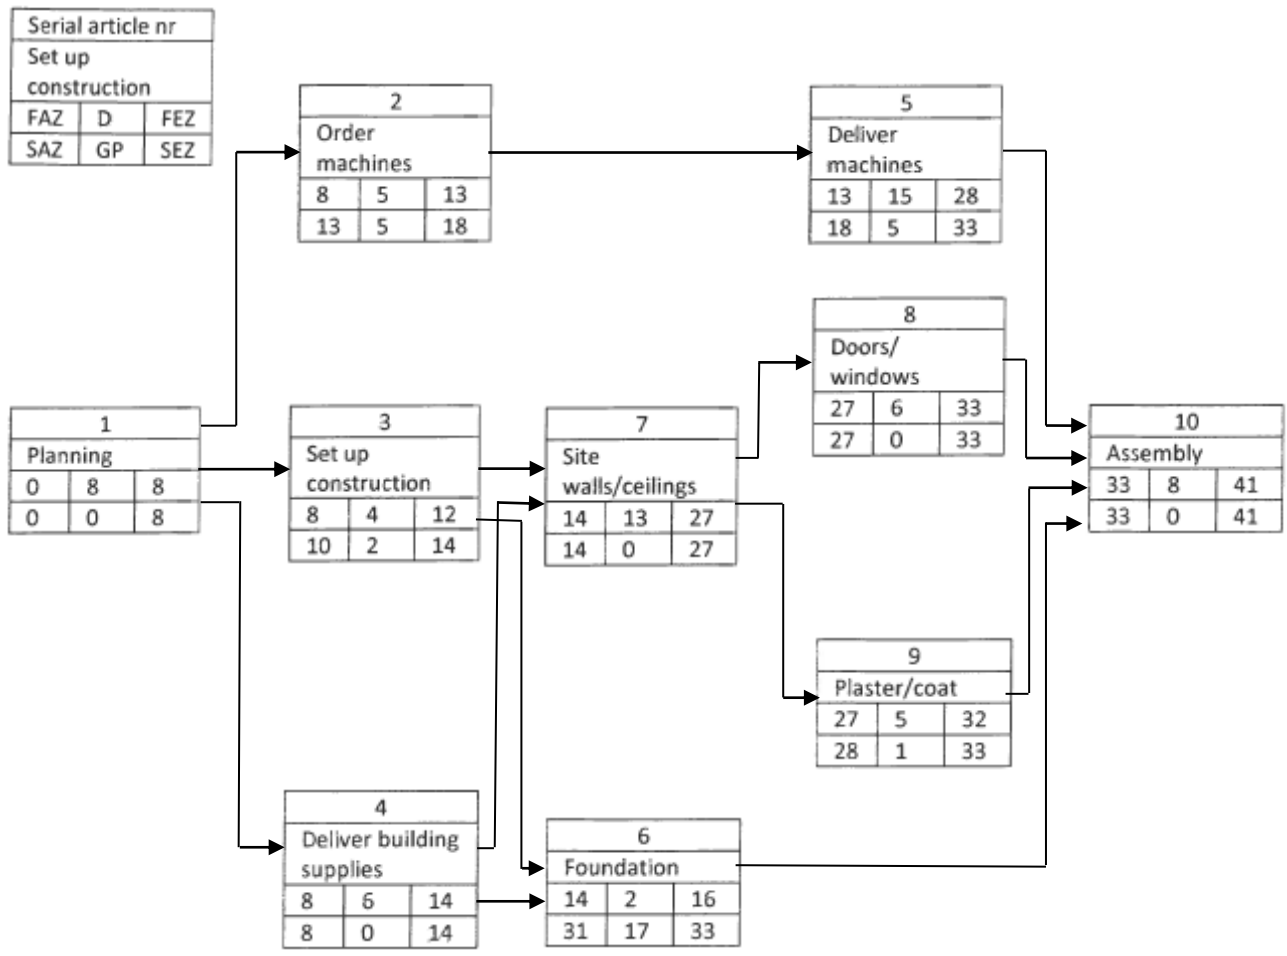 Serial article nr
Set up
construction
FAZ D FEZ
SAZ GP SEZ
2
Order
machines
8 5 13
13 5 18
5
Deliver
machines
13 15 28
18 5 33
8
Doors/
windows
27 6 33
27 0 33
1
Planning
0 8 8
0 0 8
3
Set up
construction
8 4 12
10 2 14
7
Site
walls/ceilings
14 13 27
14 0 27
10
Assembly
33 8 41
33 0 41
9
Plaster/coat
27 5 32
28 1 33
4
Deliver building
supplies
8 6 14
8 0 14
6
Foundation
14 2 16
31 17 33